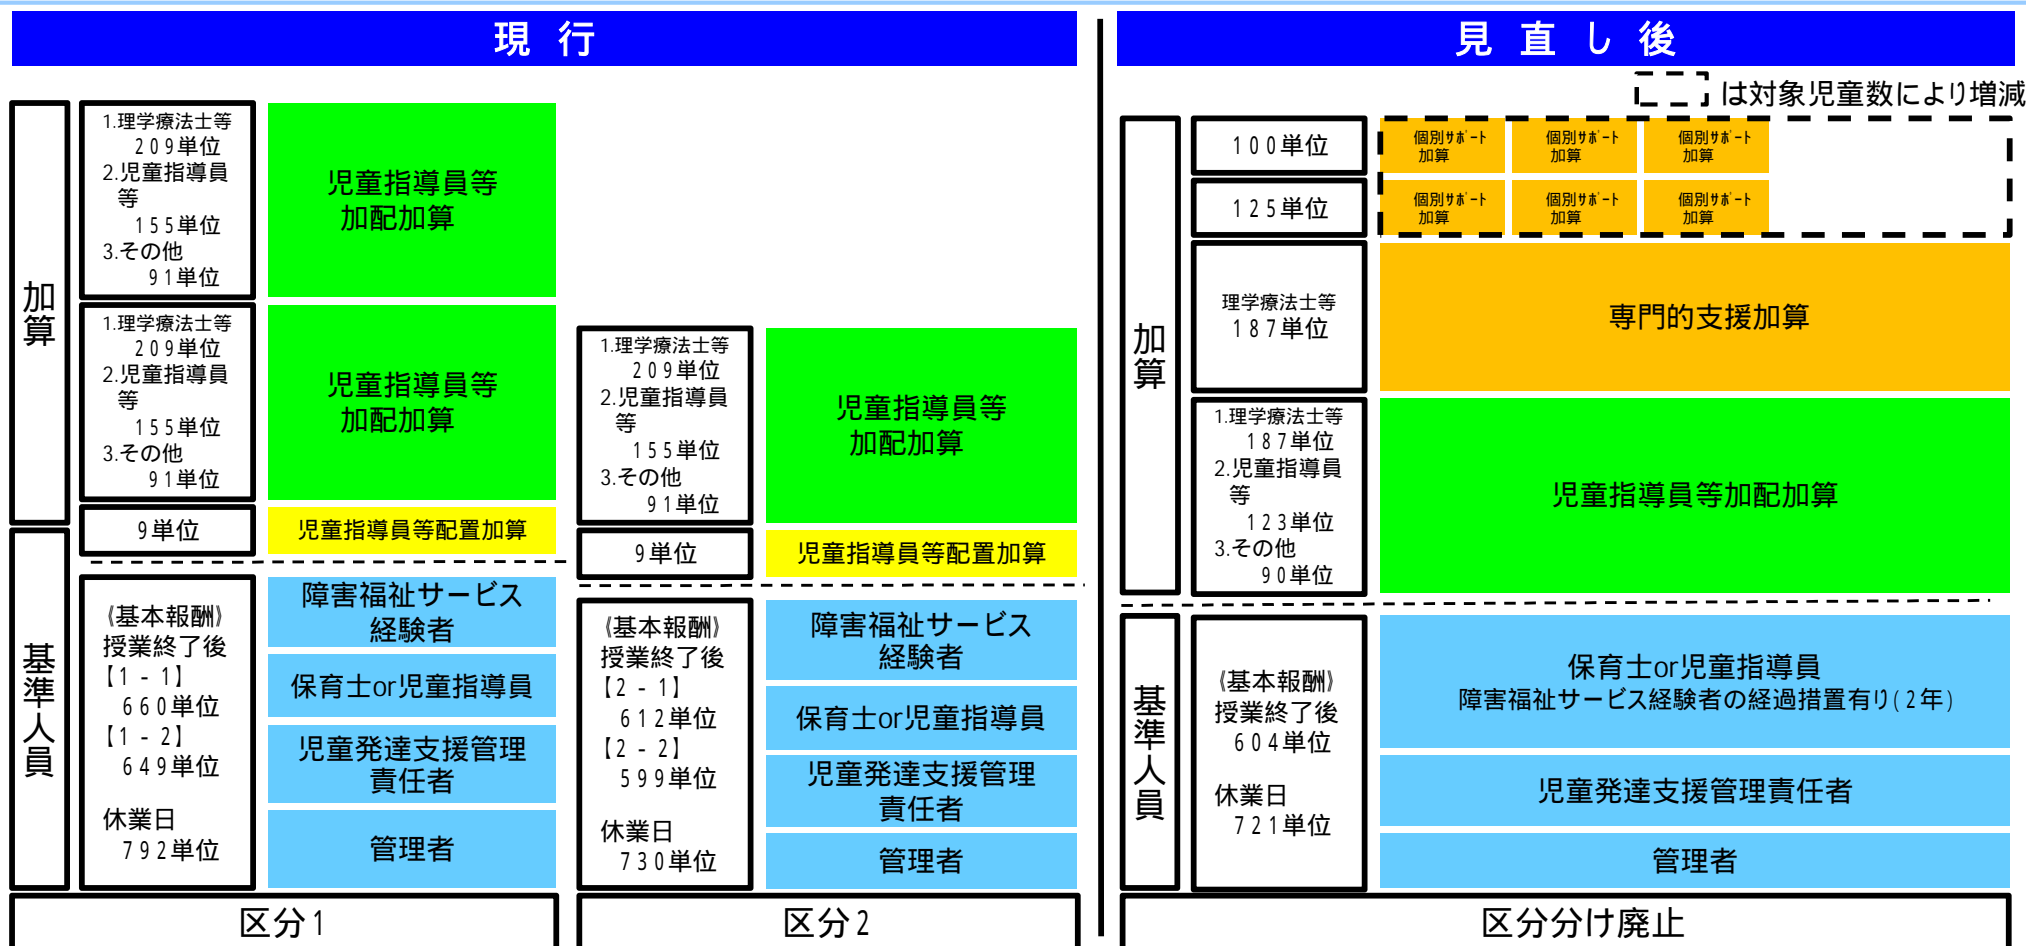 現行
加算
1.理学療法士等
209単位
2.児童指導員
等
155単位
3.その他
91単位
児童指導員等
加配加算
1.理学療法士等
209単位
2.児童指導員
等
155単位
3.その他
91単位
児童指導員等
加配加算
9単位
児童指導員等配置加算
基準人員
《基本報酬》
授業終了後
【1-1】
660単位
【1-2】
649単位
休業日
792単位
障害福祉サービス
経験者
保育士or児童指導員
児童発達支援管理
責任者
管理者
区分1
1.理学療法士等
209単位
2.児童指導員
等
155単位
3.その他
91単位
児童指導員等
加配加算
9単位
児童指導員等配置加算
《基本報酬》
授業終了後
【2-1】
612単位
【2-2】
599単位
休業日
730単位
障害福祉サービス
経験者
保育士or児童指導員
児童発達支援管理
責任者
管理者
区分2
見直し後
は対象児童数により増減
加算
100単位
個別サポート
加算
個別サポート
加算
個別サポート
加算
125単位
個別サポート
加算
個別サポート
加算
個別サポート
加算
理学療法士等
187単位
専門的支援加算
1.理学療法士等
187単位
2.児童指導員
等
123単位
3.その他
90単位
児童指導員等加配加算
基準人員
《基本報酬》
授業終了後
604単位
休業日
721単位
保育士or児童指導員
障害福祉サービス経験者の経過措置有り(2年)
児童発達支援管理責任者
管理者
区分分け廃止